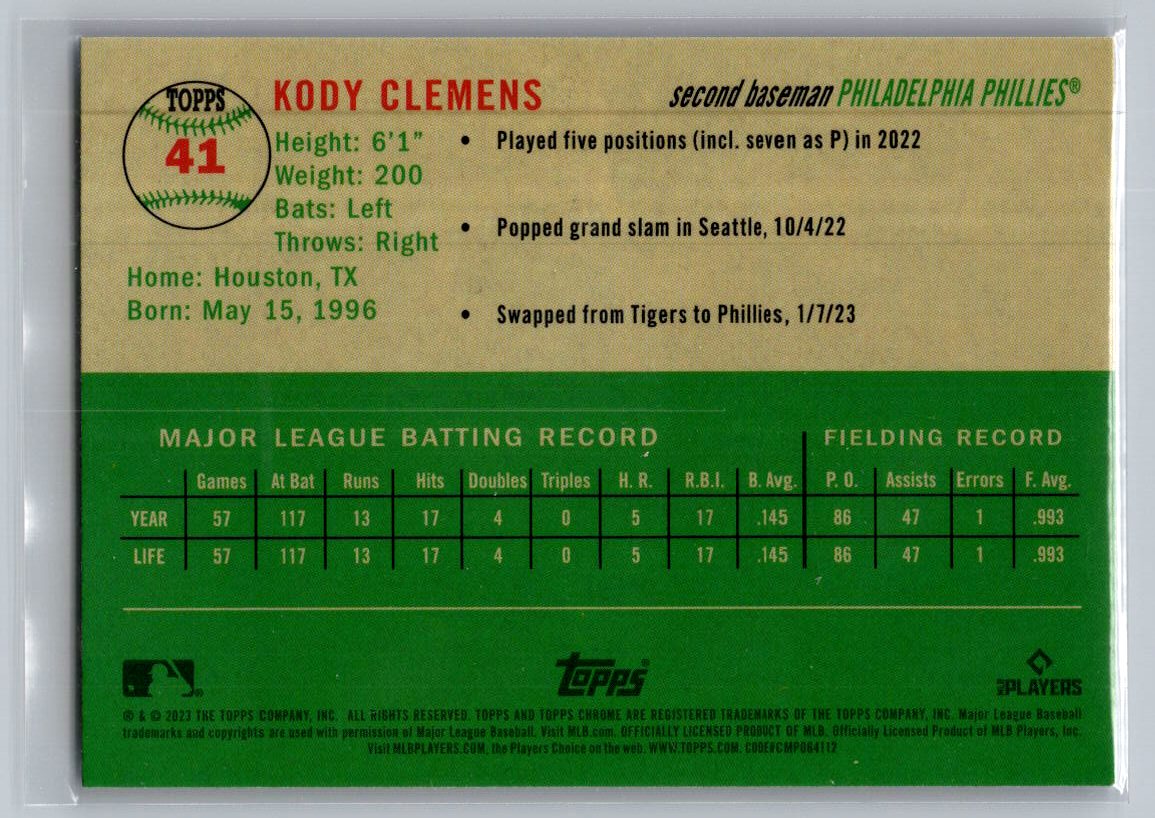 TOPPS
41
KODY CLEMENS
second baseman PHILADELPHIA PHILLIES®
Height: 6'1"
Weight: 200
Bats: Left
Throws: Right
Home: Houston, TX
Born: May 15, 1996
• Played five positions (incl. seven as P) in 2022
• Popped grand slam in Seattle, 10/4/22
• Swapped from Tigers to Phillies, 1/7/23
MAJOR LEAGUE BATTING RECORD FIELDING RECORD
Games At Bat Runs Hits Doubles Triples H. R. R.B.I. B. Avg. P. O. Assists Errors F. Avg.
YEAR 57 117 13 17 4 0 5 17 .145 86 47 1 .993
LIFE 57 117 13 17 4 0 5 17 .145 86 47 1 .993
topps®
MLB PLAYERS
® & © 2023 THE TOPPS COMPANY, INC. ALL RIGHTS RESERVED. TOPPS AND TOPPS CHROME ARE REGISTERED TRADEMARKS OF THE TOPPS COMPANY, INC. Major League Baseball
trademarks and copyrights are used with permission of Major League Baseball. Visit MLB.com. OFFICIALLY LICENSED PRODUCT OF MLB. Officially Licensed Product of MLB Players, Inc.
Visit MLBPLAYERS.COM, the Players Choice on the web. WWW.TOPPS.COM. CODE#CMP064112